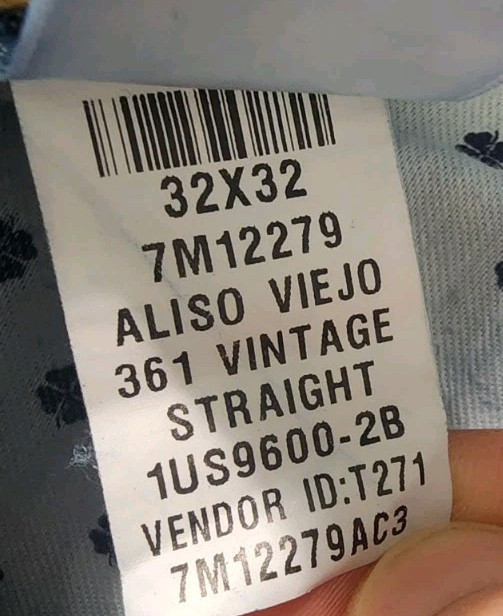 32X32
7M12279
ALISO VIEJO
361 VINTAGE
STRAIGHT
1US9600-2B
VENDOR ID:T271
7M12279AC3